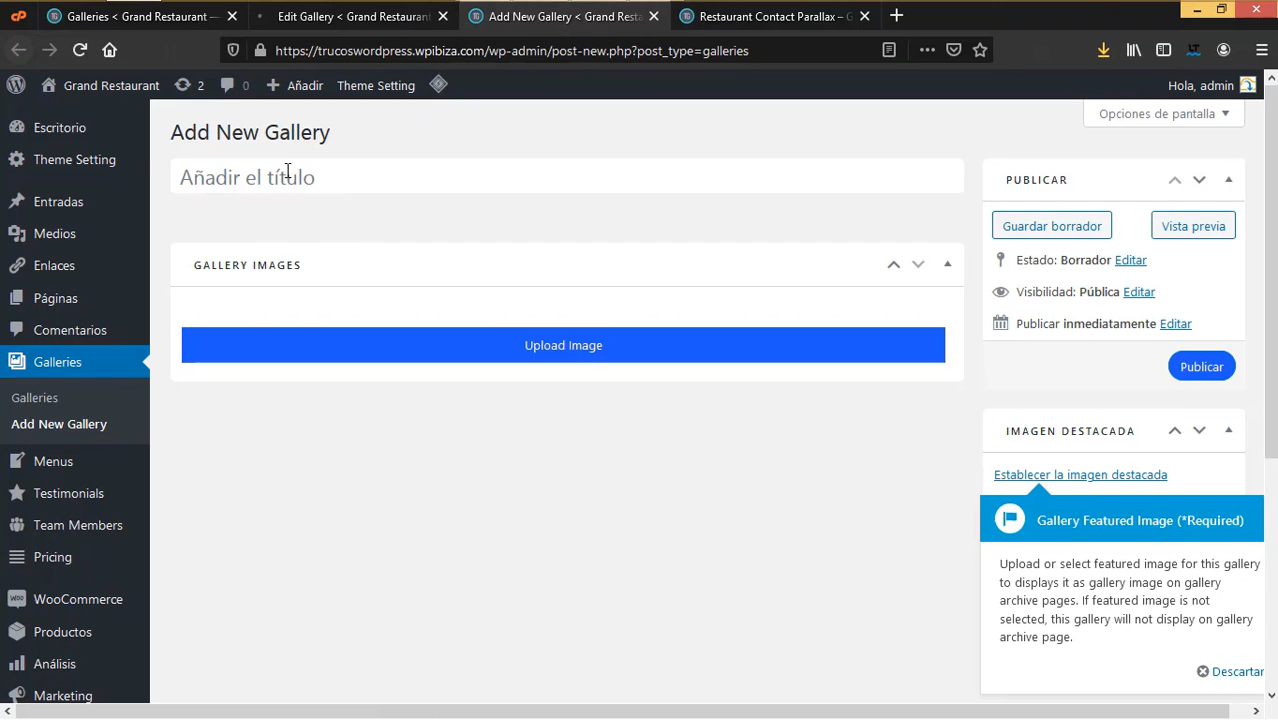 Galleries < Grand Restaurant —
Edit Gallery < Grand Restaurant
Add New Gallery < Grand Resta
Restaurant Contact Parallax – G
https://trucoswordpress.wpibiza.com/wp-admin/post-new.php?post_type=galleries
Grand Restaurant
2
0
Añadir
Theme Setting
Hola, admin
Opciones de pantalla
Escritorio
Theme Setting
Entradas
Medios
Enlaces
Páginas
Comentarios
Galleries
Galleries
Add New Gallery
Menus
Testimonials
Team Members
Pricing
WooCommerce
Productos
Análisis
Marketing
Add New Gallery
Añadir el título
GALLERY IMAGES
Upload Image
PUBLICAR
Guardar borrador
Vista previa
Estado: Borrador Editar
Visibilidad: Pública Editar
Publicar inmediatamente Editar
Publicar
IMAGEN DESTACADA
Establecer la imagen destacada
Gallery Featured Image (*Required)
Upload or select featured image for this gallery
to displays it as gallery image on gallery
archive pages. If featured image is not
selected, this gallery will not display on gallery
archive page.
Descartar